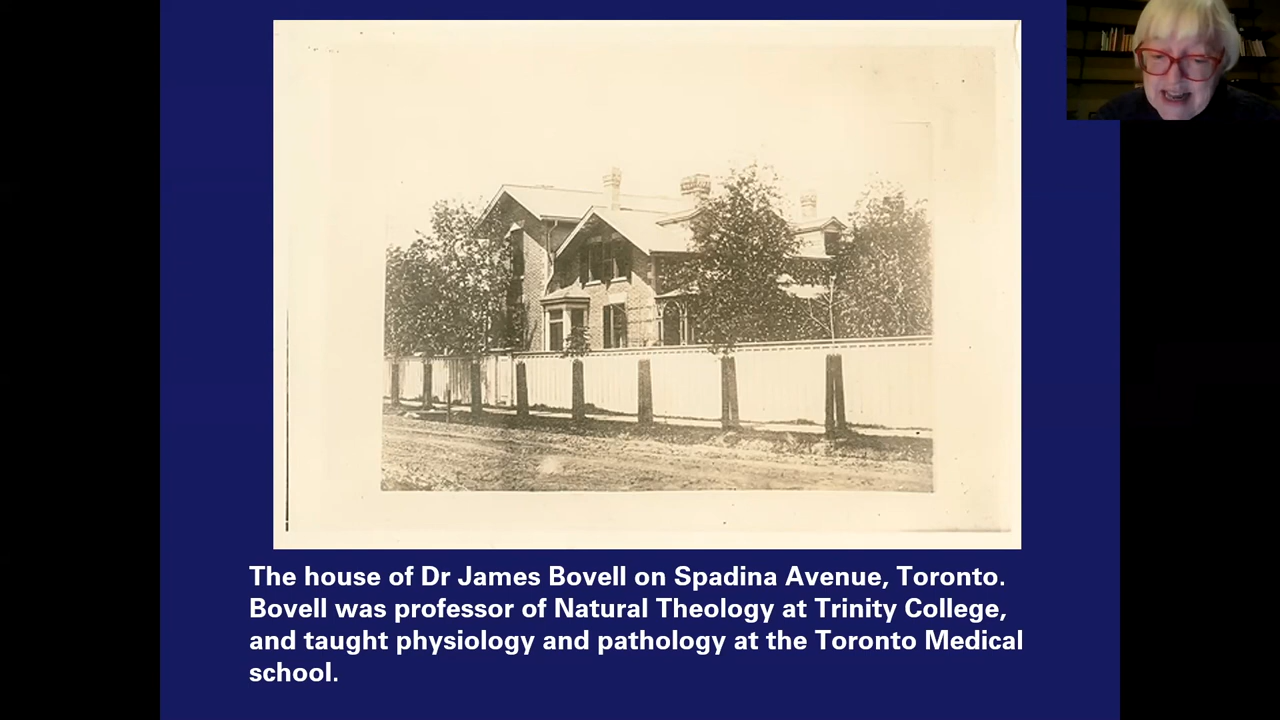 The house of Dr James Bovell on Spadina Avenue, Toronto.
Bovell was professor of Natural Theology at Trinity College,
and taught physiology and pathology at the Toronto Medical
school.